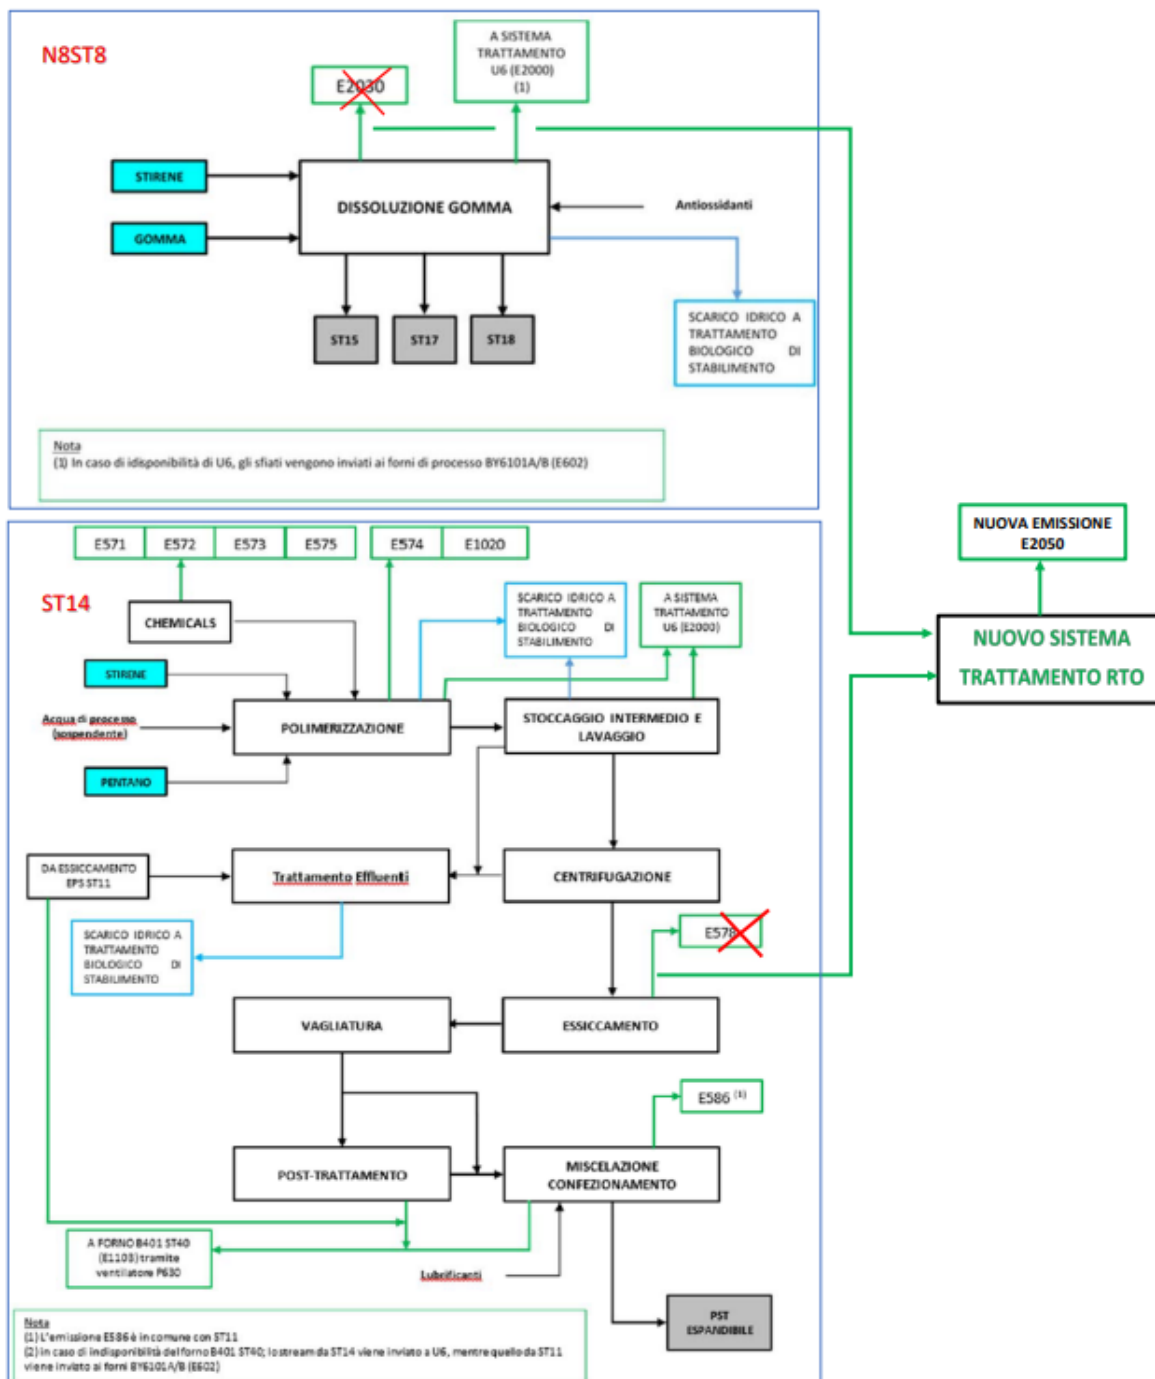 N8ST8
E2030
A SISTEMA
TRATTAMENTO
U6 (E2000)
(1)
STIRENE
GOMMA
DISSOLUZIONE GOMMA
Antiossidanti
ST15
ST17
ST18
SCARICO IDRICO A
TRATTAMENTO
BIOLOGICO DI
STABILIMENTO
Nota
(1) In caso di idisponibilità di U6, gli sfiati vengono inviati ai forni di processo BY6101A/B (E602)
NUOVA EMISSIONE
E2050
NUOVO SISTEMA
TRATTAMENTO RTO
ST14
E571
E572
E573
E575
E574
E1020
CHEMICALS
SCARICO IDRICO A
TRATTAMENTO
BIOLOGICO DI
STABILIMENTO
A SISTEMA
TRATTAMENTO
U6 (E2000)
STIRENE
Acqua di processo
(sospendente)
PENTANO
POLIMERIZZAZIONE
STOCCAGGIO INTERMEDIO E
LAVAGGIO
DA ESSICCAMENTO
EPS ST11
Trattamento Effluenti
CENTRIFUGAZIONE
SCARICO IDRICO A
TRATTAMENTO
BIOLOGICO DI
STABILIMENTO
E578
VAGLIATURA
ESSICCAMENTO
E586 (1)
POST-TRATTAMENTO
MISCELAZIONE
CONFEZIONAMENTO
A FORNO B401 ST40
(E1103) tramite
ventilatore P630
Lubrificanti
PST
ESPANDIBILE
Nota
(1) L'emissione E586 è in comune con ST11
(2) in caso di indisponibilità del forno B401 ST40; lo stream da ST14 viene inviato a U6, mentre quello da ST11
viene inviato ai forni BY6101A/B (E602)